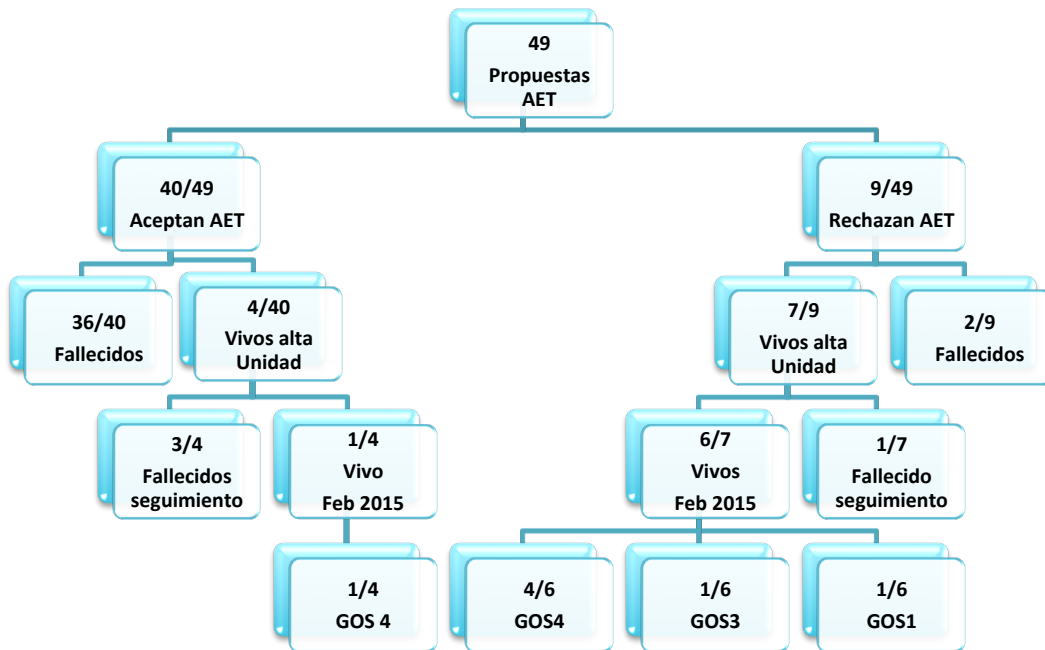 49
Propuestas
AET
40/49
Aceptan AET
9/49
Rechazan AET
36/40
Fallecidos
4/40
Vivos alta
Unidad
7/9
Vivos alta
Unidad
2/9
Fallecidos
3/4
Fallecidos
seguimiento
1/4
Vivo
Feb 2015
6/7
Vivos
Feb 2015
1/7
Fallecido
seguimiento
1/4
GOS 4
4/6
GOS4
1/6
GOS3
1/6
GOS1